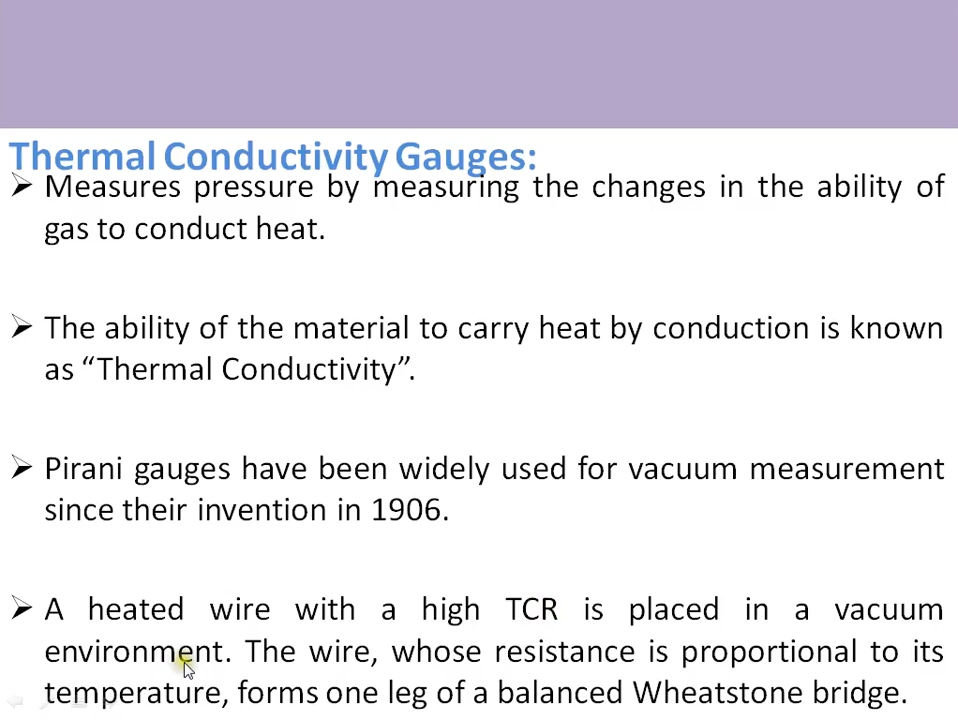 Thermal Conductivity Gauges:
➢ Measures pressure by measuring the changes in the ability of
gas to conduct heat.
➢ The ability of the material to carry heat by conduction is known
as “Thermal Conductivity”.
➢ Pirani gauges have been widely used for vacuum measurement
since their invention in 1906.
➢ A heated wire with a high TCR is placed in a vacuum
environment. The wire, whose resistance is proportional to its
temperature, forms one leg of a balanced Wheatstone bridge.